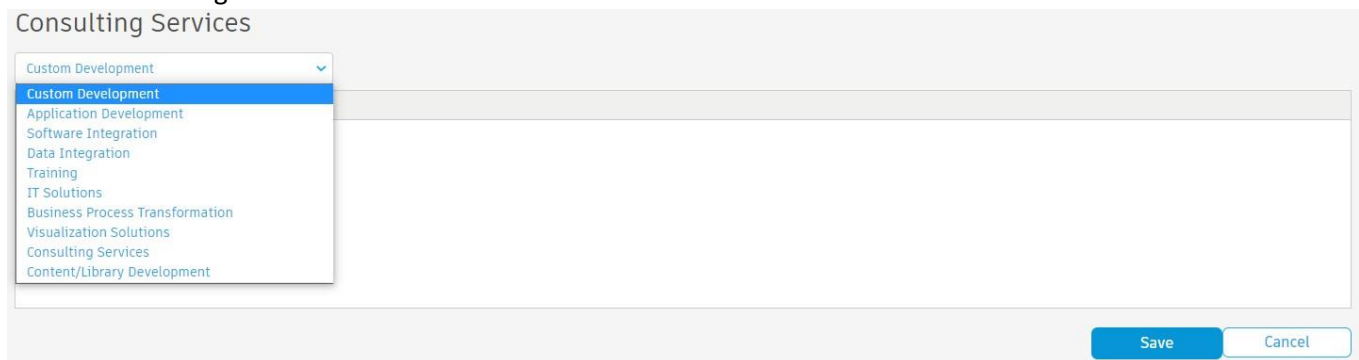 Consulting Services
Custom Development
Custom Development
Application Development
Software Integration
Data Integration
Training
IT Solutions
Business Process Transformation
Visualization Solutions
Consulting Services
Content/Library Development
Save Cancel